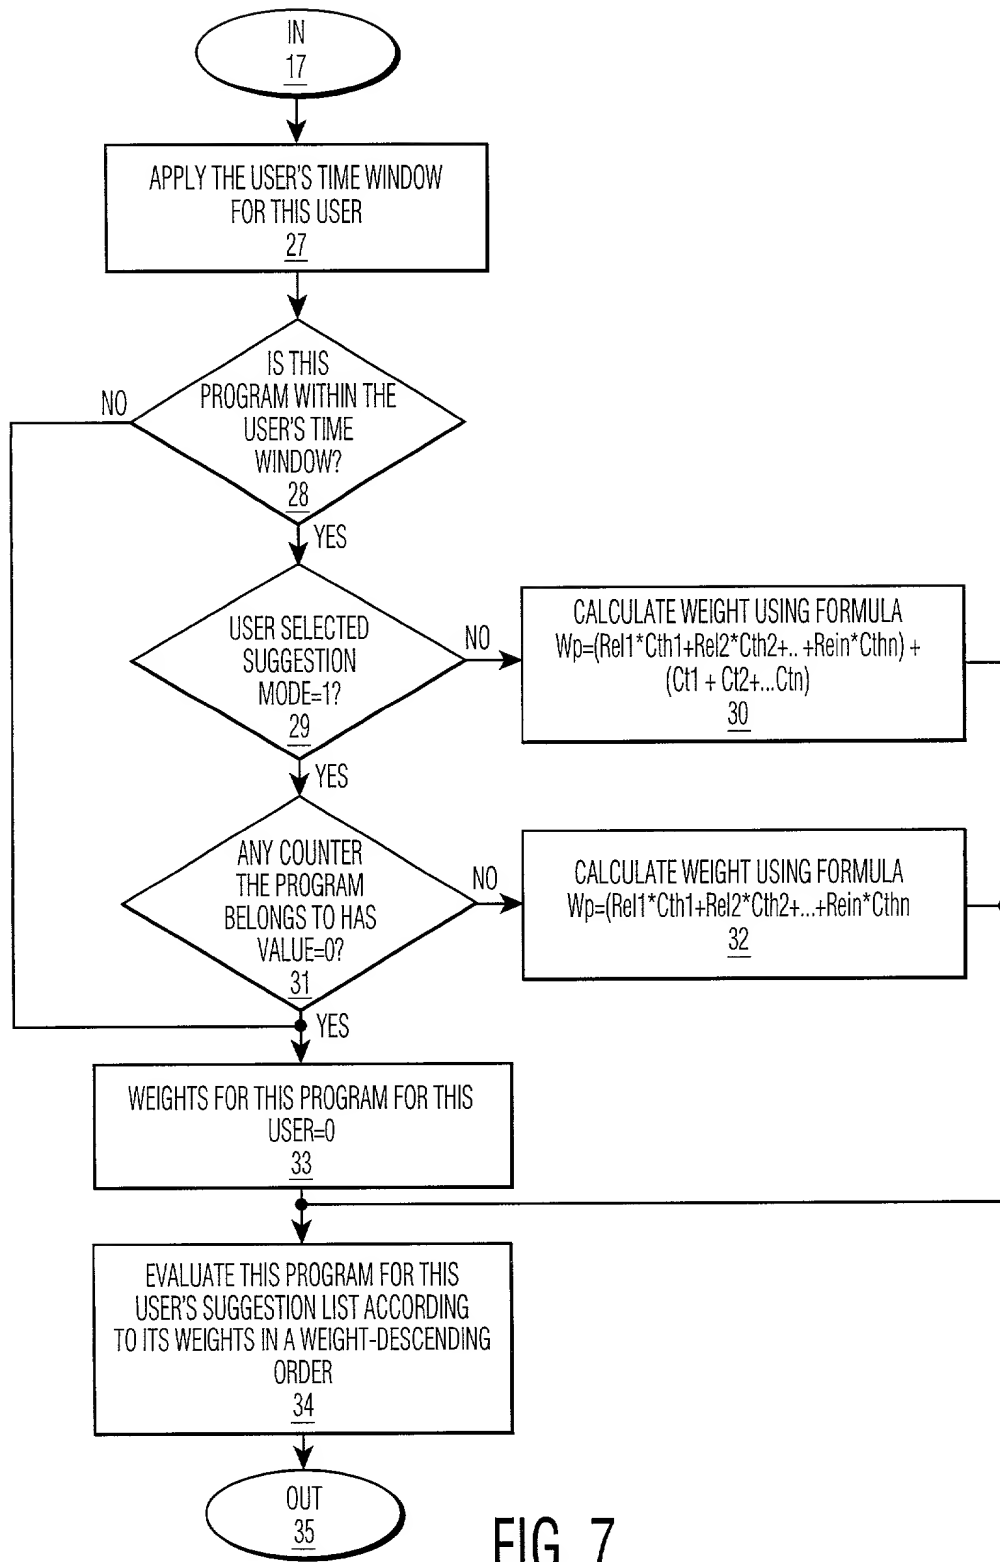 IN
17
APPLY THE USER'S TIME WINDOW
FOR THIS USER
27
IS THIS
PROGRAM WITHIN THE
USER'S TIME
WINDOW?
28
NO
YES
USER SELECTED
SUGGESTION
MODE=1?
29
NO
CALCULATE WEIGHT USING FORMULA
Wp=(Rel1*Cth1+Rel2*Cth2+.. +Rein*Cthn) +
(Ct1 + Ct2+...Ctn)
30
YES
ANY COUNTER
THE PROGRAM
BELONGS TO HAS
VALUE=0?
31
NO
CALCULATE WEIGHT USING FORMULA
Wp=(Rel1*Cth1+Rel2*Cth2+...+Rein*Cthn
32
YES
WEIGHTS FOR THIS PROGRAM FOR THIS
USER=0
33
EVALUATE THIS PROGRAM FOR THIS
USER'S SUGGESTION LIST ACCORDING
TO ITS WEIGHTS IN A WEIGHT-DESCENDING
ORDER
34
OUT
35
FIG. 7